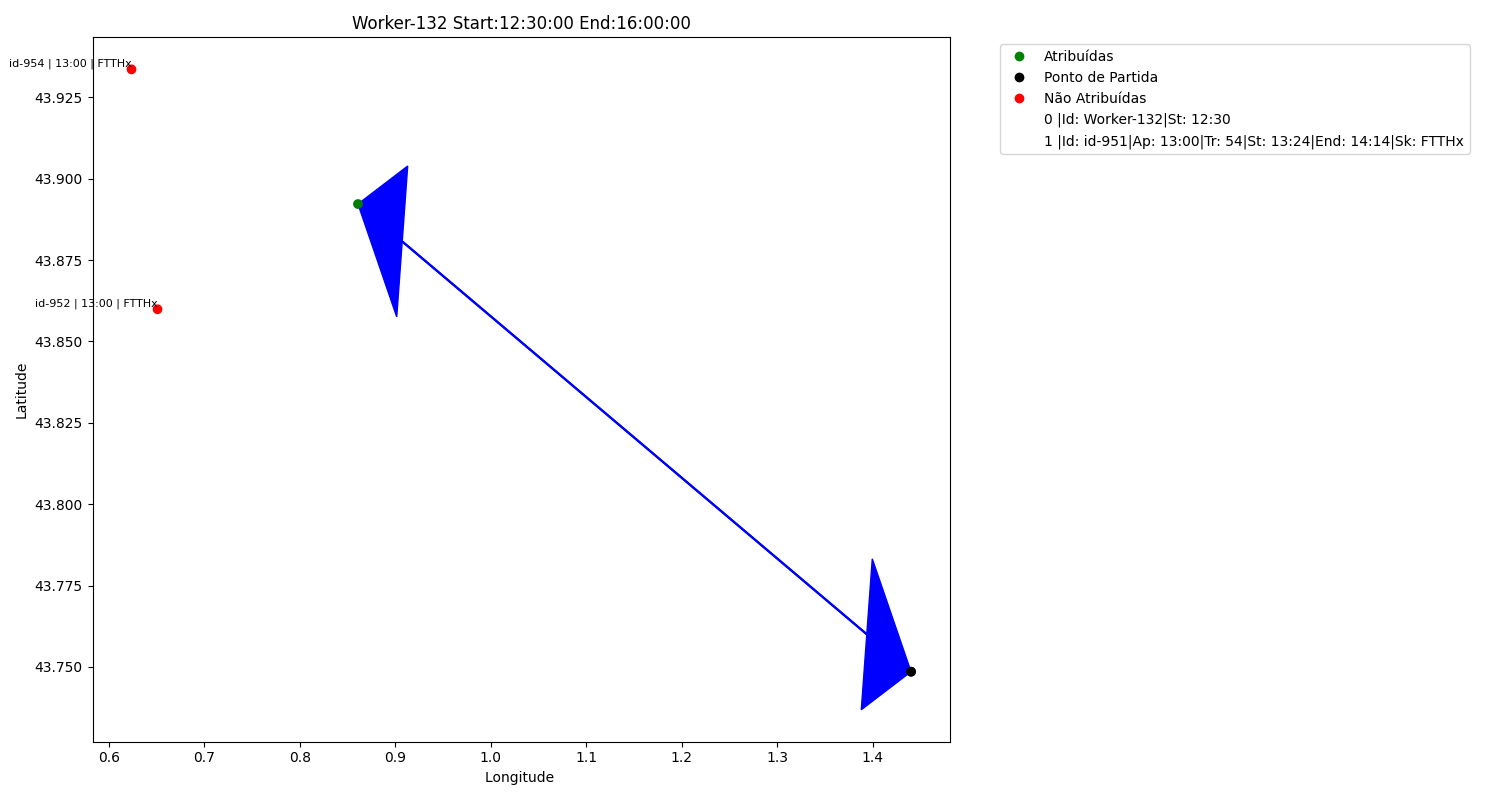 Worker-132 Start:12:30:00 End:16:00:00
id-954 | 13:00 | FTTHx
id-952 | 13:00 | FTTHx
43.925
43.900
43.875
43.850
43.825
43.800
43.775
43.750
Latitude
0.6 0.7 0.8 0.9 1.0 1.1 1.2 1.3 1.4
Longitude
Atribuídas
Ponto de Partida
Não Atribuídas
0 |Id: Worker-132|St: 12:30
1 |Id: id-951|Ap: 13:00|Tr: 54|St: 13:24|End: 14:14|Sk: FTTHx